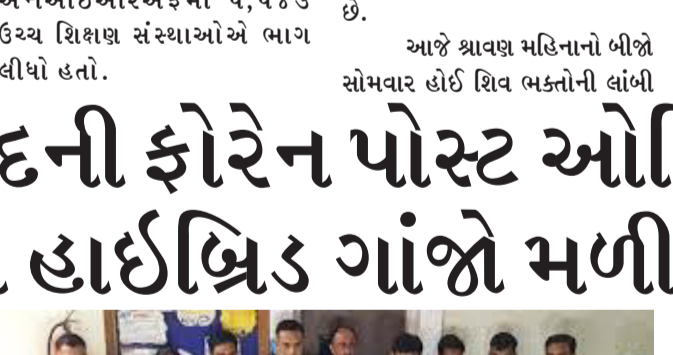 ઉચ્ચ શિક્ષણ સંસ્થાઓએ ભાગ
લીધો હતો.
છે.
આજે શ્રાવણ મહિનાનો બીજો
સોમવાર હોઈ શિવ ભક્તોની લાંબી
દની ફોરેન પોસ્ટ ઓ
હાઈબ્રિડ ગાંજો મળી